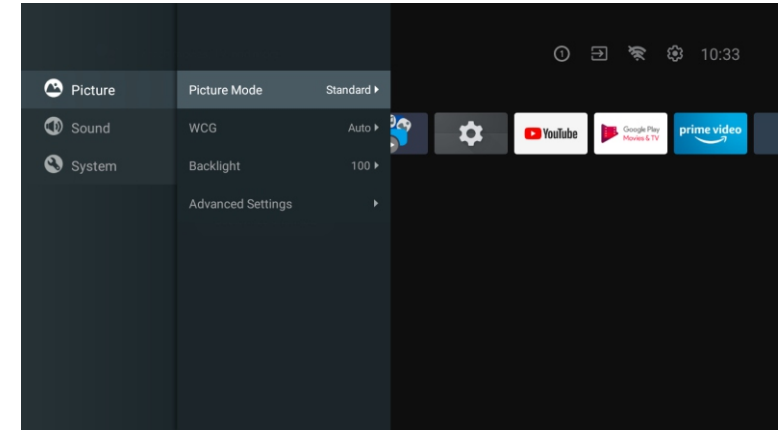 1
10:33
Picture
Picture Mode
Standard
YouTube
Google Play
Movies & TV
prime video
Sound
WCG
Auto
System
Backlight
100
Advanced Settings